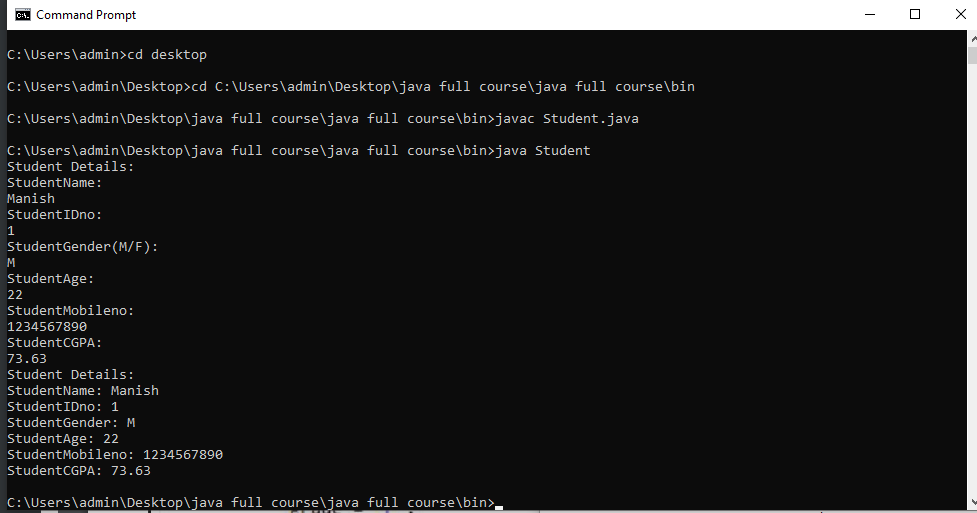 Command Prompt
C:\Users\admin>cd desktop
C:\Users\admin\Desktop>cd C:\Users\admin\Desktop\java full course\java full course\bin
C:\Users\admin\Desktop\java full course\java full course\bin>javac Student.java
C:\Users\admin\Desktop\java full course\java full course\bin>java Student
Student Details:
StudentName:
Manish
StudentIDno:
1
StudentGender(M/F):
M
StudentAge:
22
StudentMobileno:
1234567890
StudentCGPA:
73.63
Student Details:
StudentName: Manish
StudentIDno: 1
StudentGender: M
StudentAge: 22
StudentMobileno: 1234567890
StudentCGPA: 73.63
C:\Users\admin\Desktop\java full course\java full course\bin>